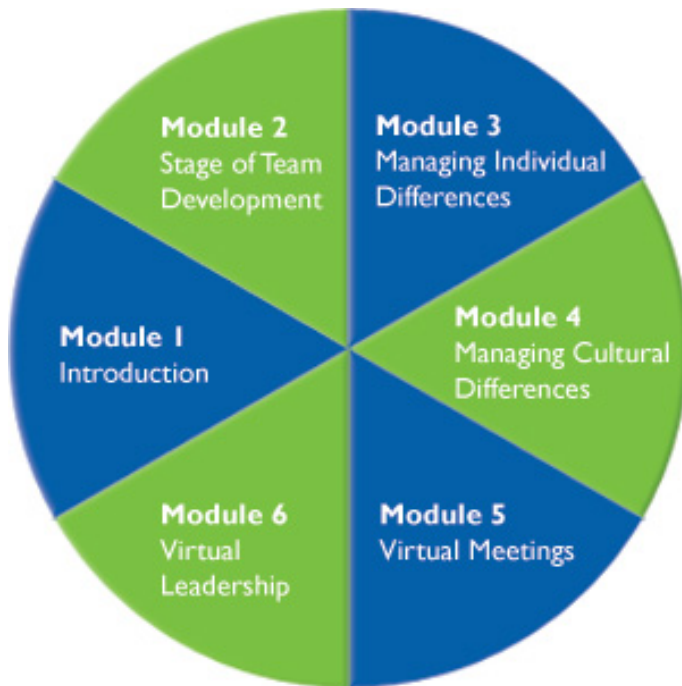 Module 1
Introduction
Module 2
Stage of Team
Development
Module 3
Managing Individual
Differences
Module 4
Managing Cultural
Differences
Module 5
Virtual Meetings
Module 6
Virtual
Leadership